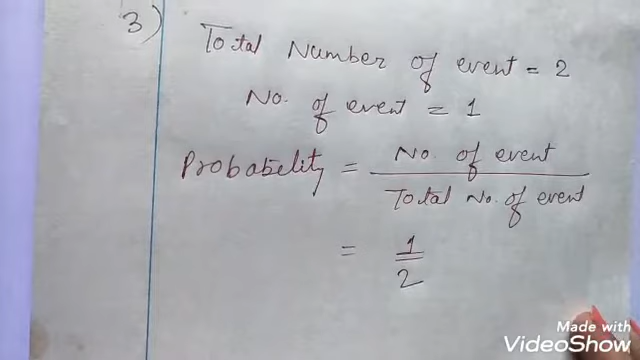 3)
Total Number of event = 2
No. of event = 1
Probability = No. of event
Total No. of event
= 1
2
Made with
VideoShow